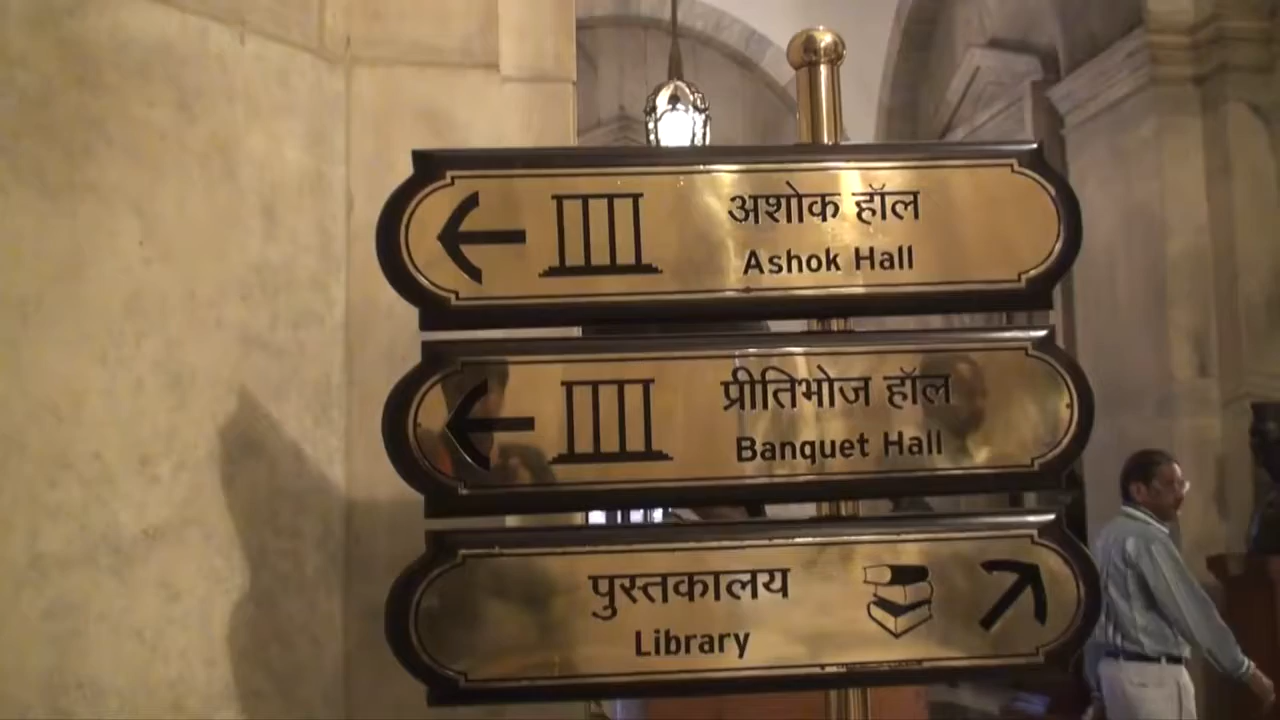 अशोक हॉल
Ashok Hall
प्रीतिभोज हॉल
Banquet Hall
पुस्तकालय
Library